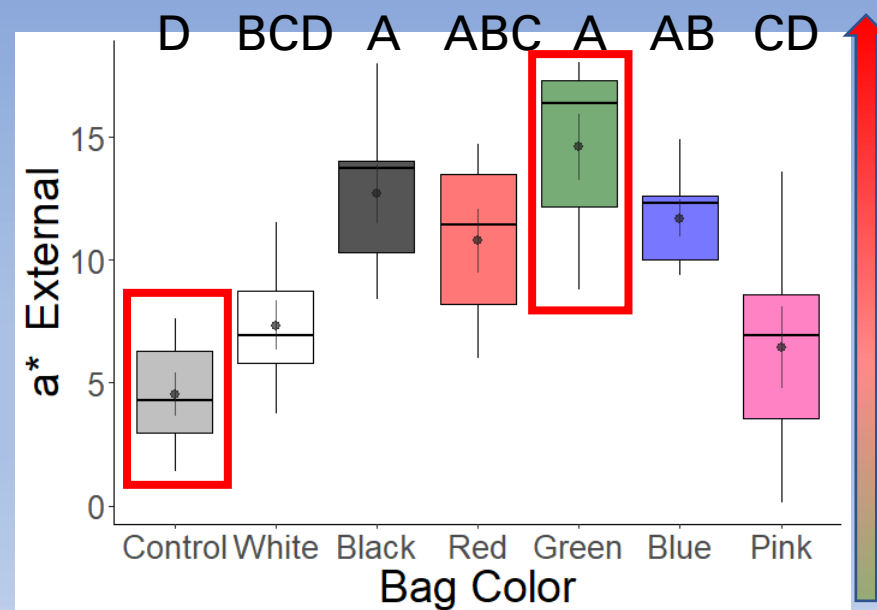 D BCD A ABC A AB CD
a* External
15
10
5
0
Control White Black Red Green Blue Pink
Bag Color